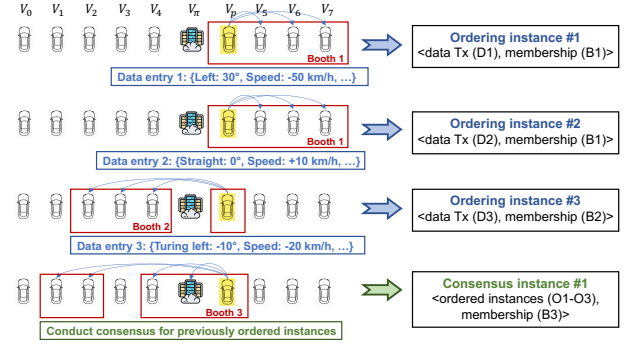 V0 V1 V2 V3 V4 Vπ Vp V5 V6 V7
Booth 1
Data entry 1: {Left: 30°, Speed: -50 km/h, …}
Ordering instance #1
<data Tx (D1), membership (B1)>
Booth 1
Data entry 2: {Straight: 0°, Speed: +10 km/h, …}
Ordering instance #2
<data Tx (D2), membership (B1)>
Booth 2
Data entry 3: {Turing left: -10°, Speed: -20 km/h, …}
Ordering instance #3
<data Tx (D3), membership (B2)>
Booth 3
Conduct consensus for previously ordered instances
Consensus instance #1
<ordered instances (O1-O3),
membership (B3)>